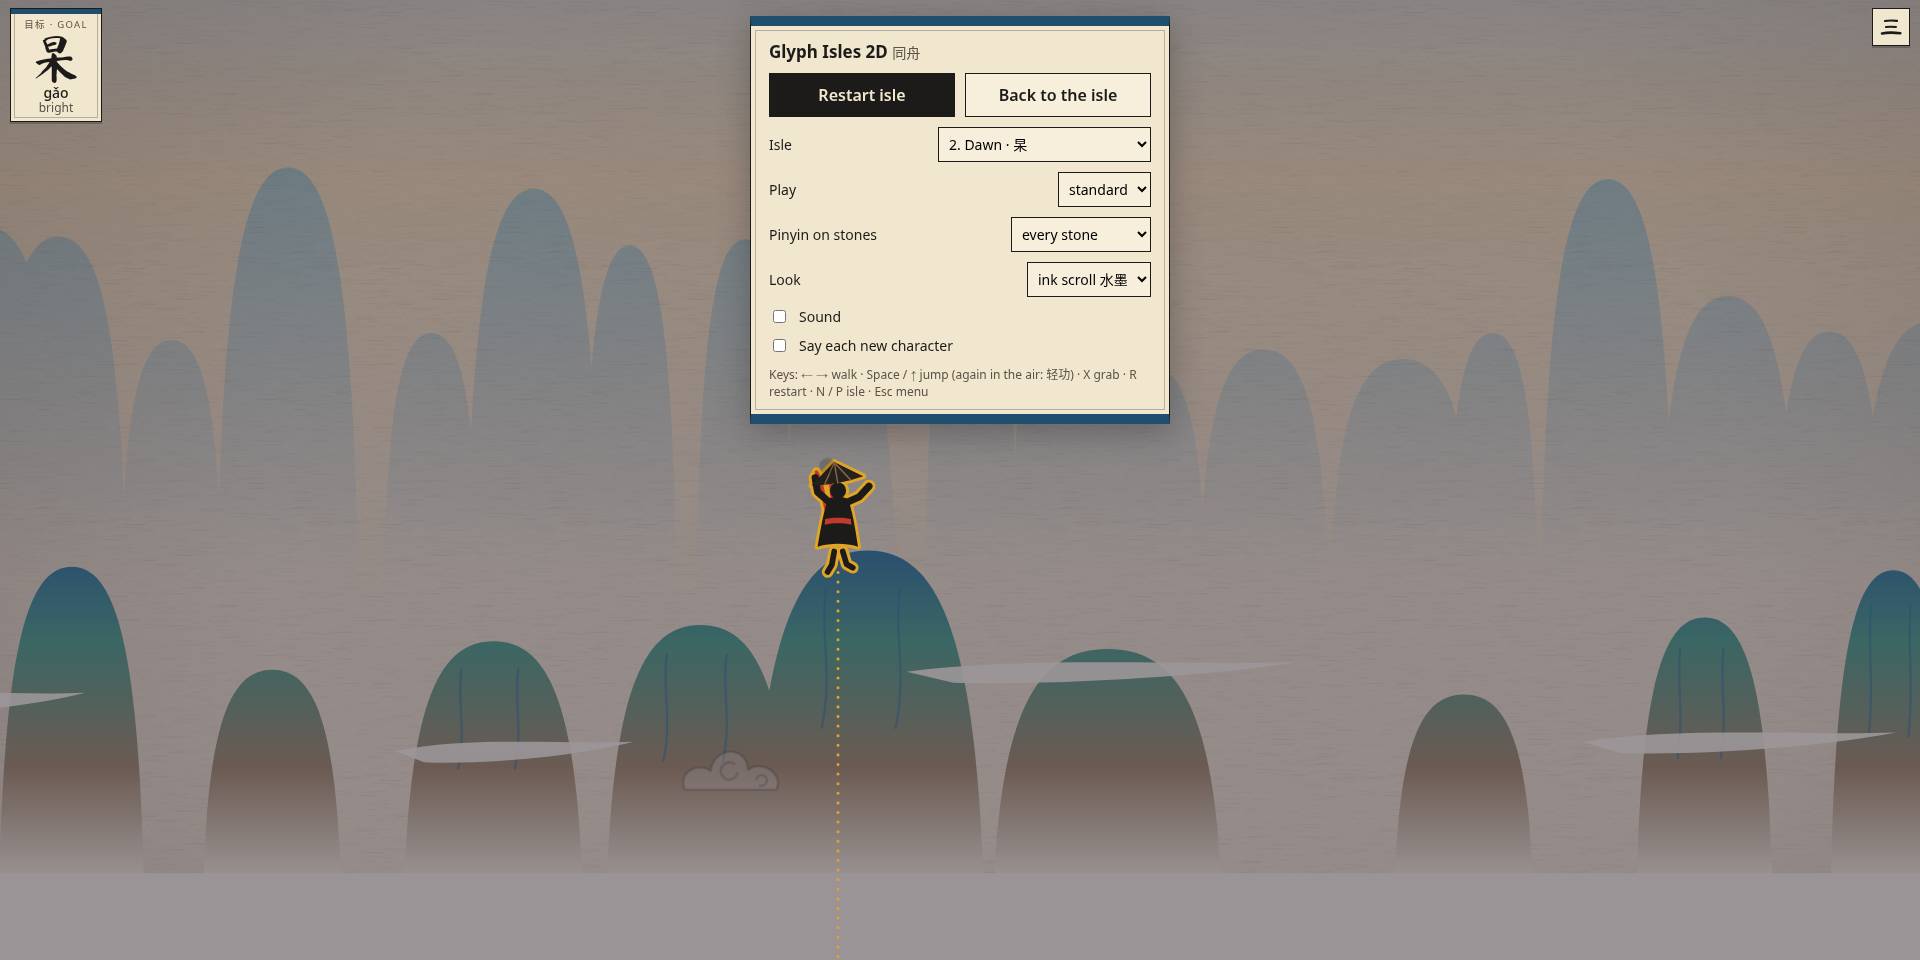 目标 · GOAL
杲
gǎo
bright
三
Glyph Isles 2D 同舟
Restart isle
Back to the isle
Isle
2. Dawn · 杲
Play
standard
Pinyin on stones
every stone
Look
ink scroll 水墨
Sound
Say each new character
Keys: ← → walk · Space / ↑ jump (again in the air: 轻功) · X grab · R
restart · N / P isle · Esc menu